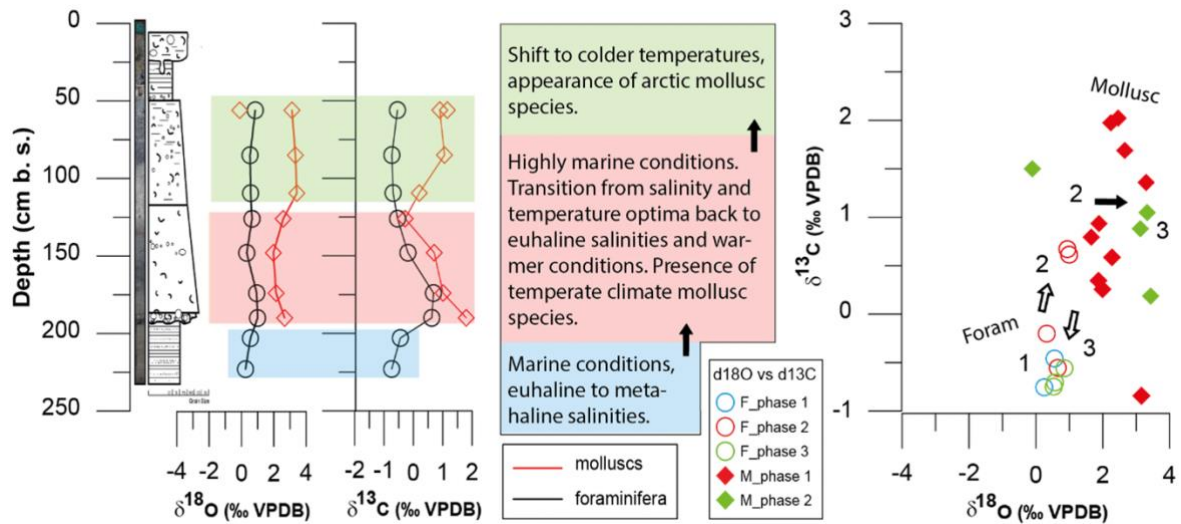 0
50
100
150
200
250
Depth (cm b. s.)
-4 -2 0 2 4
δ18O (‰ VPDB)
-2 -1 0 1 2
δ13C (‰ VPDB)
Shift to colder temperatures,
appearance of arctic mollusc
species.
Highly marine conditions.
Transition from salinity and
temperature optima back to
euhaline salinities and war-
mer conditions. Presence of
temperate climate mollusc
species.
Marine conditions,
euhaline to meta-
haline salinities.
molluscs
foraminifera
d18O vs d13C
F_phase 1
F_phase 2
F_phase 3
M_phase 1
M_phase 2
3
2
1
0
-1
δ13C (‰ VPDB)
Mollusc
2
3
2
Foram
1
3
-4 -2 0 2 4
δ18O (‰ VPDB)